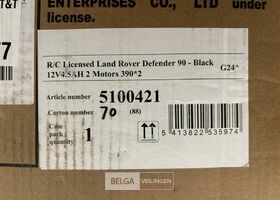 T&T
ENTERPRISES CO., LTD under
license.
77
R/C Licensed Land Rover Defender 90 - Black
12V4.5AH 2 Motors 390*2 G24^
Article number 5100421
Carton number 70 (88)
Case pack quantity 1
5 413822 535974
BELGA VEILINGEN